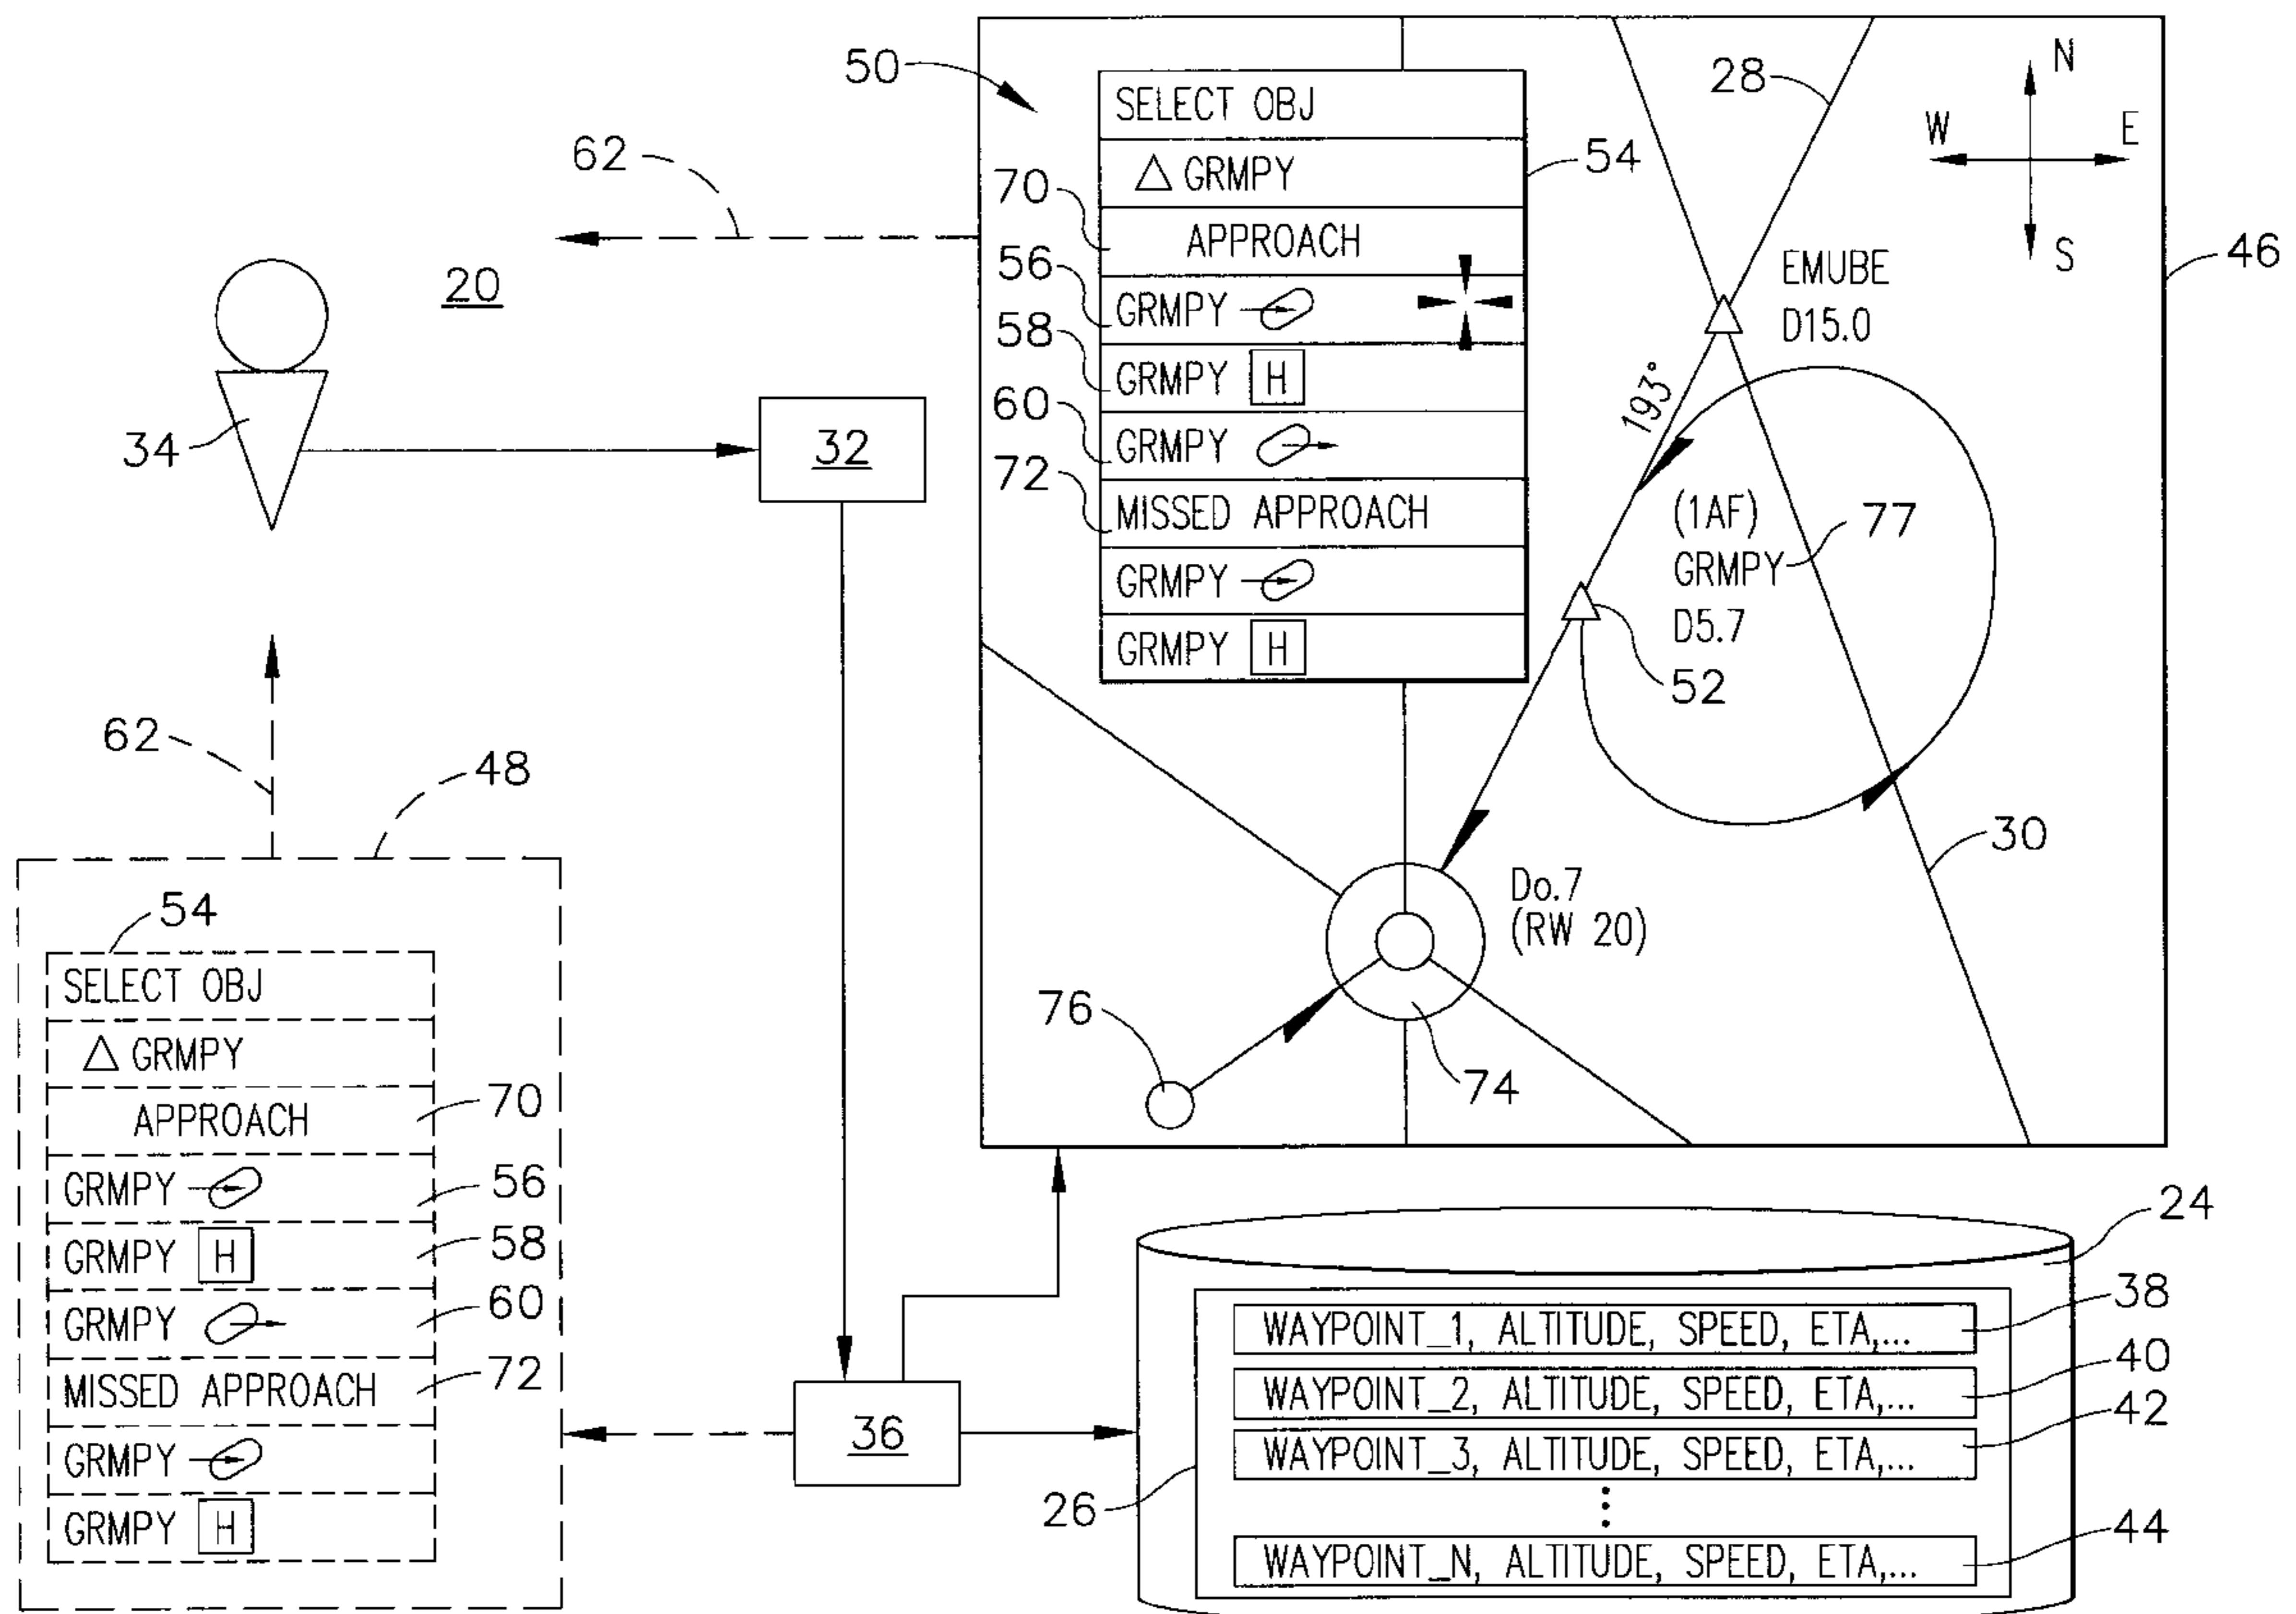 50
62
20
34
32
62
48
54
SELECT OBJ
△ GRMPY
APPROACH
70
GRMPY
56
GRMPY H
58
GRMPY
60
MISSED APPROACH
72
GRMPY
GRMPY H
36
SELECT OBJ
54
△ GRMPY
70
APPROACH
56
GRMPY
58
GRMPY H
60
GRMPY
72
MISSED APPROACH
GRMPY
GRMPY H
28
N
W E
S
46
EMUBE
D15.0
193°
(1AF)
GRMPY
D5.7
77
52
30
Do.7
(RW 20)
76
74
24
WAYPOINT_1, ALTITUDE, SPEED, ETA,...
38
WAYPOINT_2, ALTITUDE, SPEED, ETA,...
40
WAYPOINT_3, ALTITUDE, SPEED, ETA,...
42
26
WAYPOINT_N, ALTITUDE, SPEED, ETA,...
44